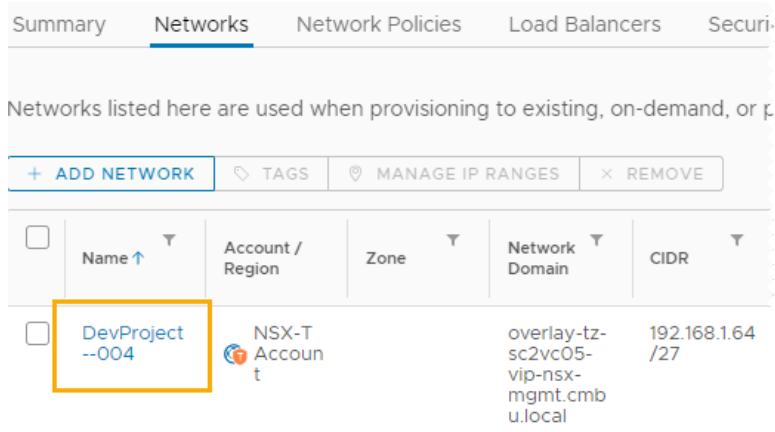 Summary Networks Network Policies Load Balancers Securi
Networks listed here are used when provisioning to existing, on-demand, or
+ ADD NETWORK TAGS MANAGE IP RANGES × REMOVE
Name↑ Account / Region Zone Network Domain CIDR
DevProject
--004
NSX-T
Accoun
t
overlay-tz-
sc2vc05-
vip-nsx-
mgmt.cmb
u.local
192.168.1.64
/27